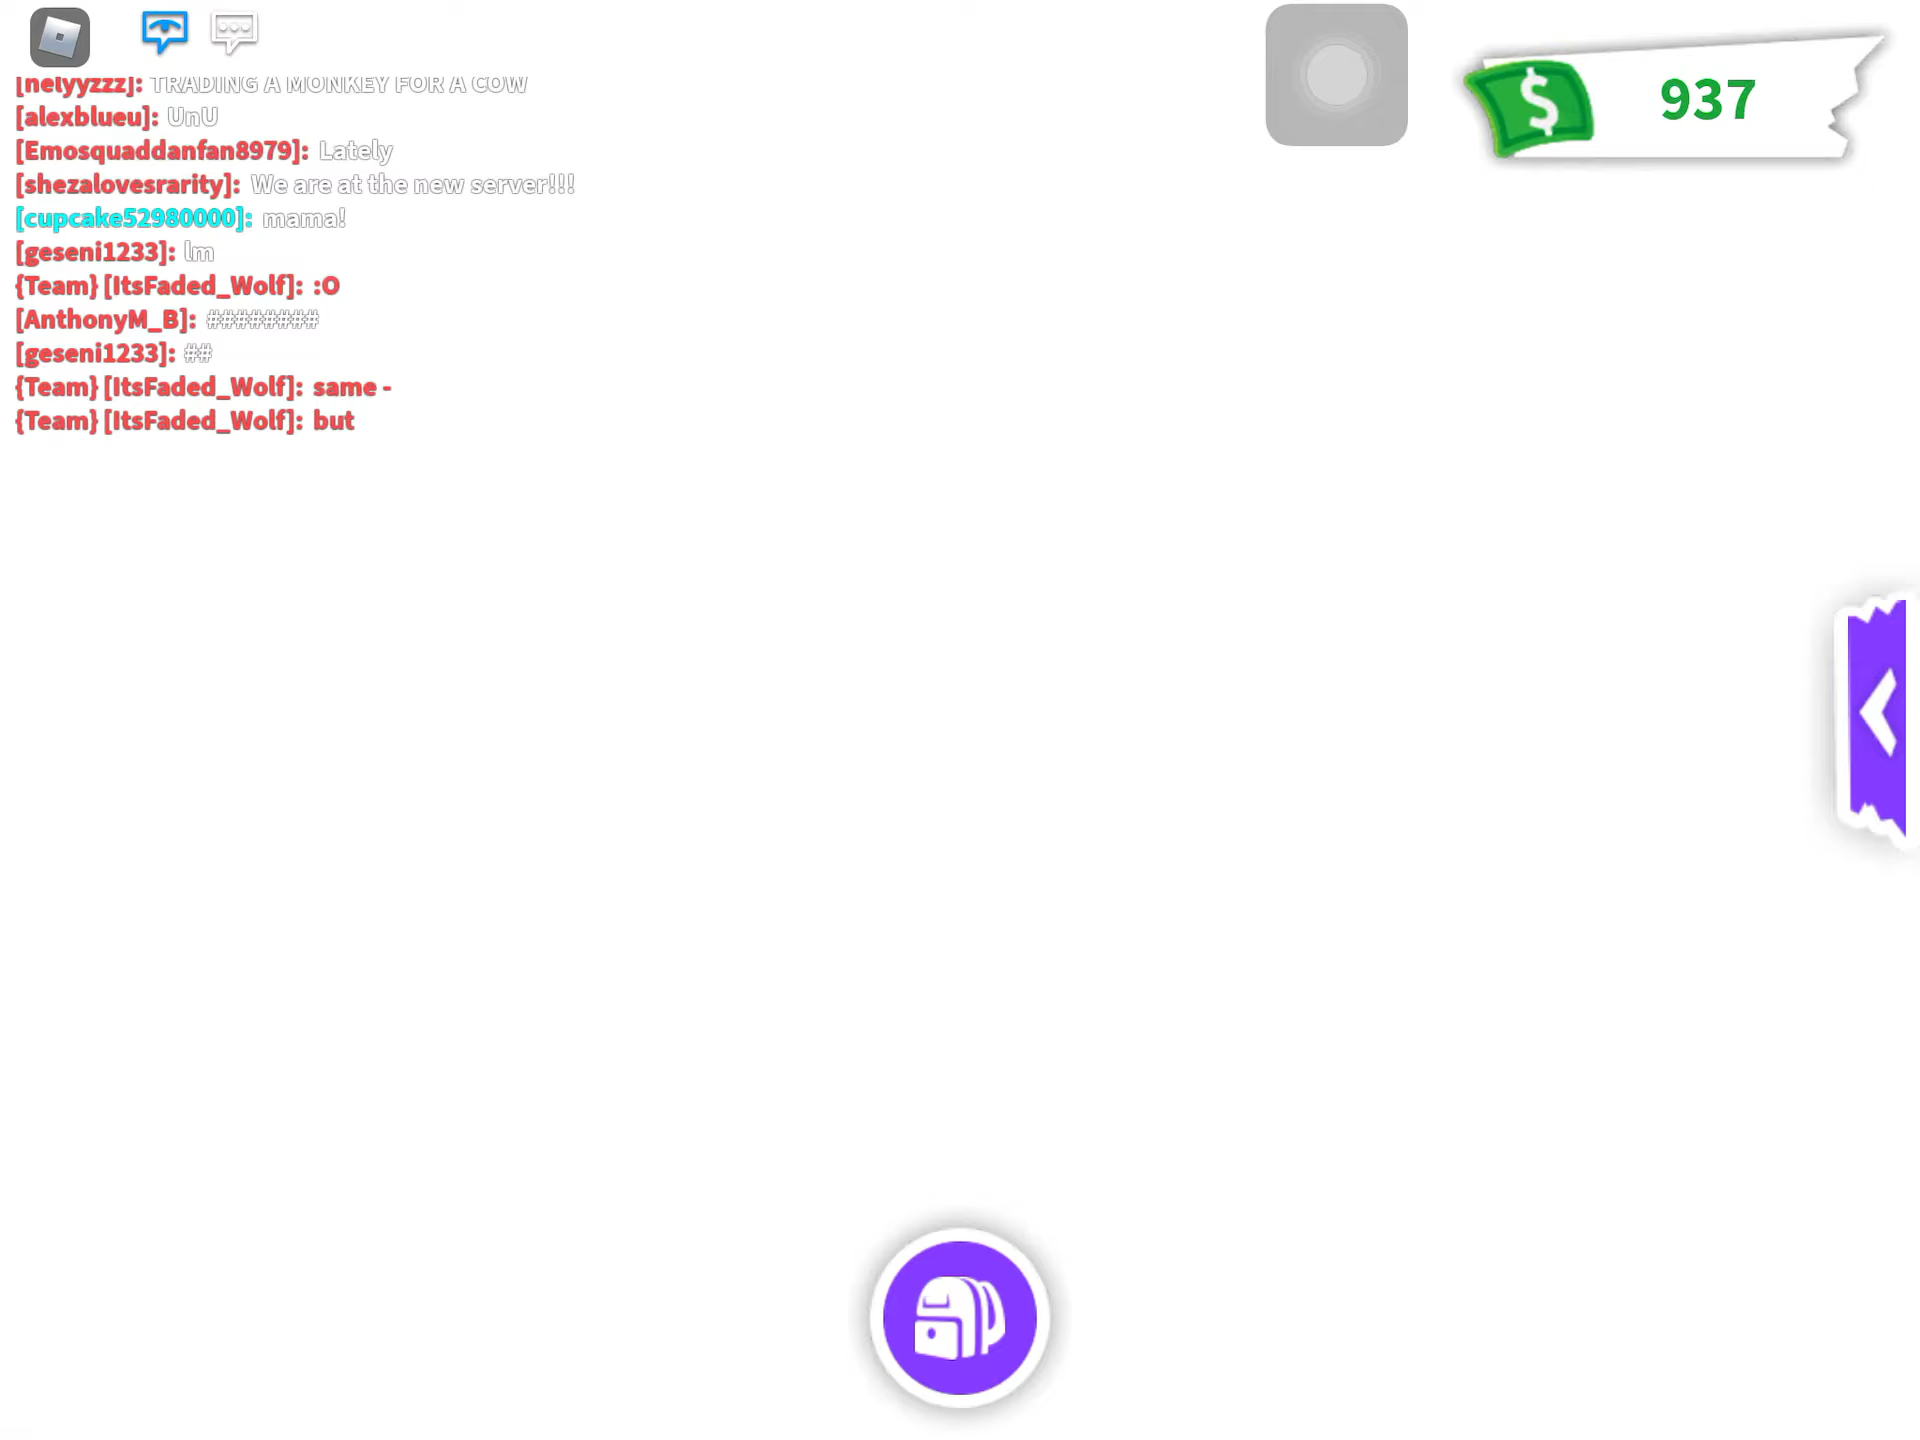 [nelyyzzz]: TRADING A MONKEY FOR A COW
937
[alexblueu]: UnU
[Emosquaddanfan8979]: Lately
[shezalovesrarity]: We are at the new server!!!
[cupcake52980000]: mama!
[geseni1233]: lm
{Team} [ItsFaded_Wolf]: :O
[AnthonyM_B]: ########
[geseni1233]: ##
{Team} [ItsFaded_Wolf]: same -
{Team} [ItsFaded_Wolf]: but